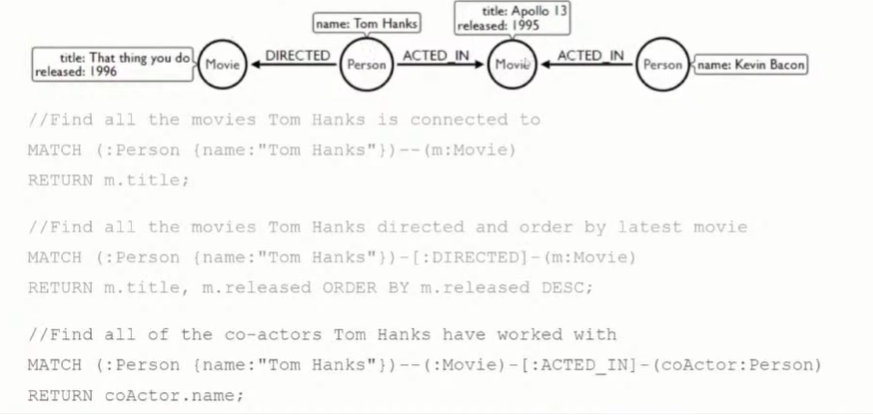 title: Apollo 13
released: 1995
name: Tom Hanks
title: That thing you do
released: 1996
Movie
DIRECTED
Person
ACTED_IN
Movie
ACTED_IN
Person
name: Kevin Bacon
//Find all the movies Tom Hanks is connected to
MATCH (:Person {name:"Tom Hanks"})--(m:Movie)
RETURN m.title;
//Find all the movies Tom Hanks directed and order by latest movie
MATCH (:Person {name:"Tom Hanks"})-[:DIRECTED]-(m:Movie)
RETURN m.title, m.released ORDER BY m.released DESC;
//Find all of the co-actors Tom Hanks have worked with
MATCH (:Person {name:"Tom Hanks"})--(:Movie)-[:ACTED_IN]-(coActor:Person)
RETURN coActor.name;